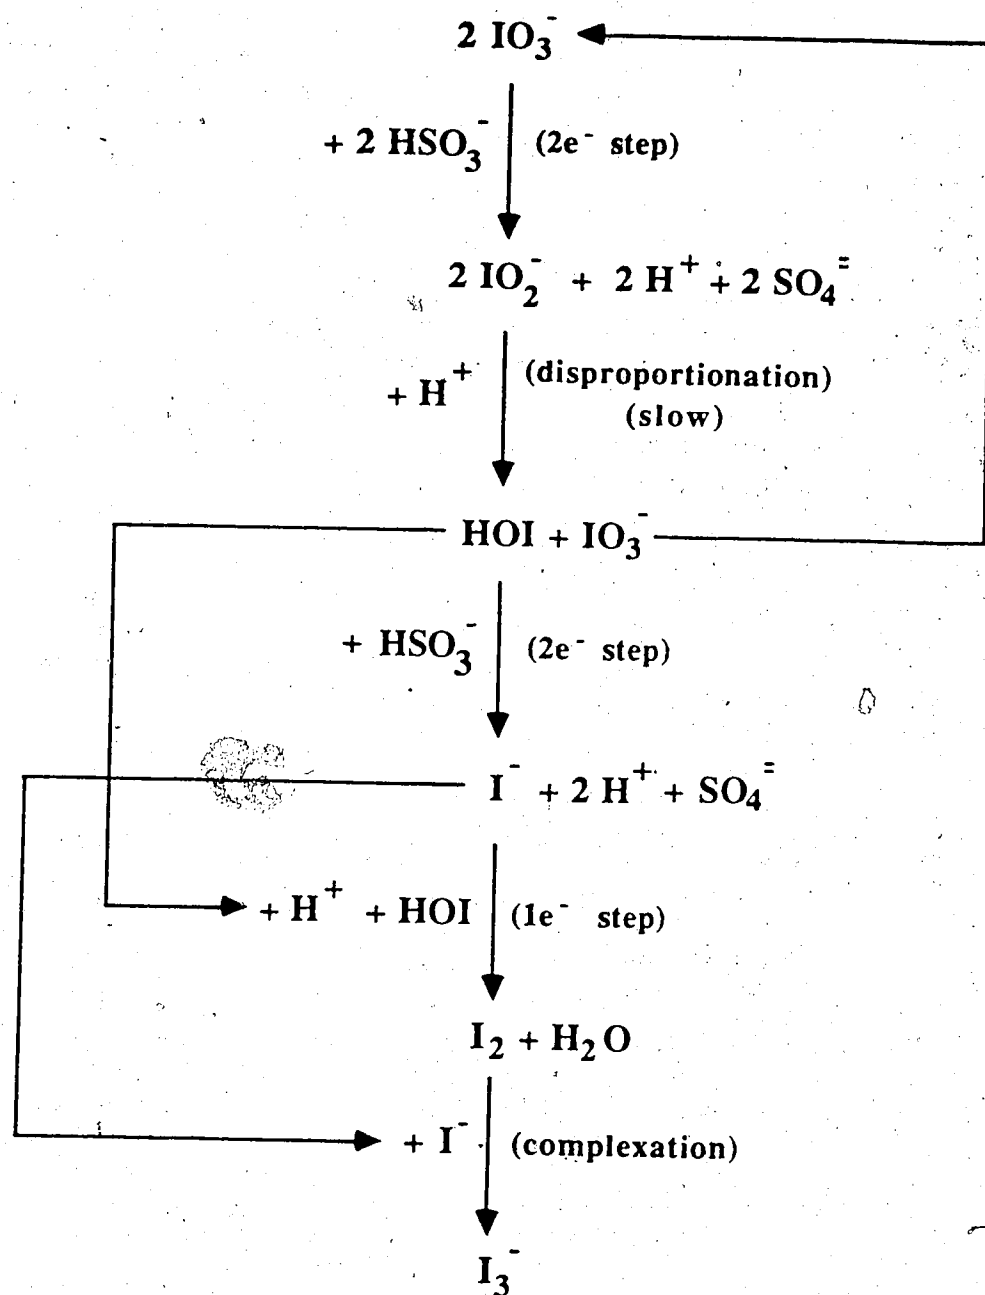 2 IO₃⁻
+ 2 HSO₃⁻ (2e⁻ step)
2 IO₂⁻ + 2 H⁺ + 2 SO₄⁼
+ H⁺ (disproportionation)
(slow)
HOI + IO₃⁻
+ HSO₃⁻ (2e⁻ step)
I⁻ + 2 H⁺ + SO₄⁼
+ H⁺ + HOI (1e⁻ step)
I₂ + H₂O
+ I⁻ (complexation)
I₃⁻